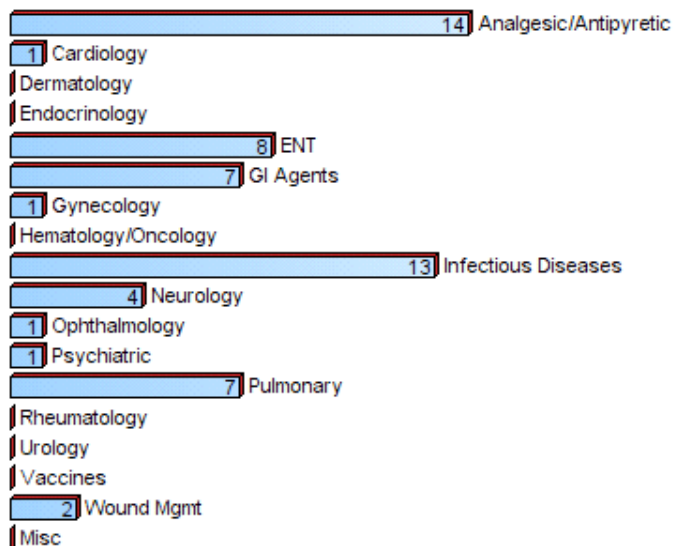 14 Analgesic/Antipyretic
1 Cardiology
Dermatology
Endocrinology
8 ENT
7 GI Agents
1 Gynecology
Hematology/Oncology
13 Infectious Diseases
4 Neurology
1 Ophthalmology
1 Psychiatric
7 Pulmonary
Rheumatology
Urology
Vaccines
2 Wound Mgmt
Misc